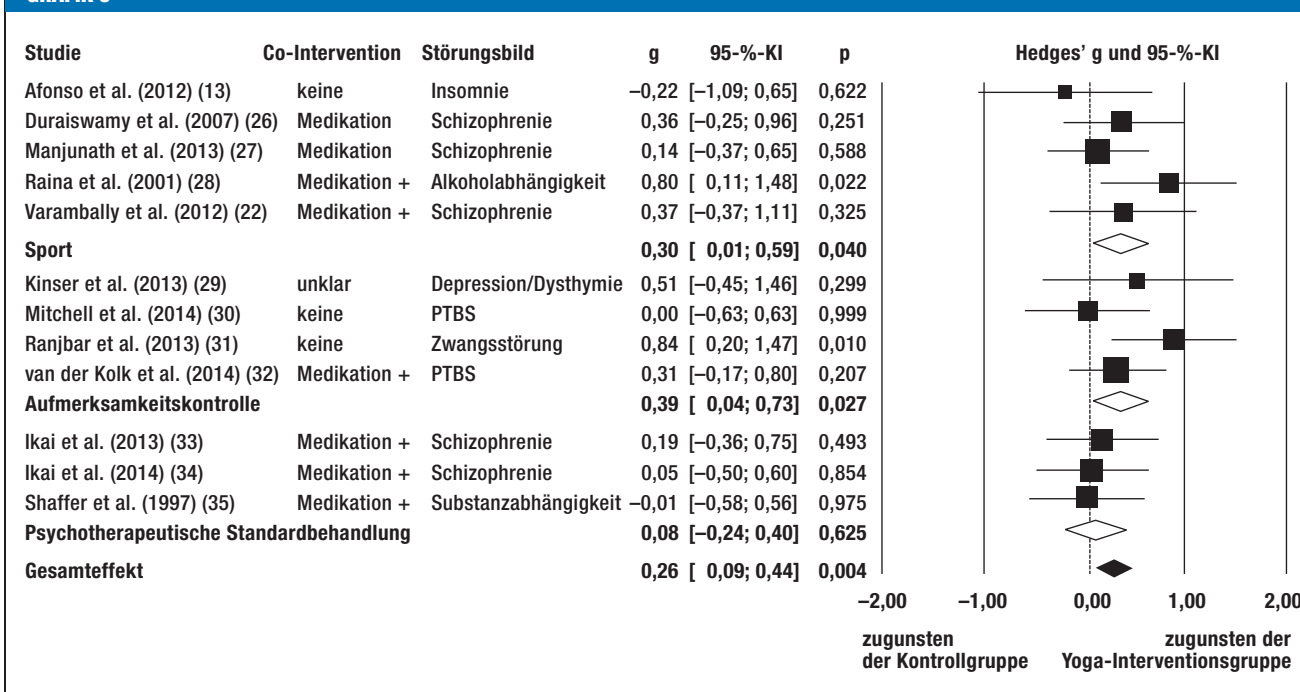 Studie Co-Intervention Störungsbild g 95-%-KI p Hedges’ g und 95-%-KI
Afonso et al. (2012) (13) keine Insomnie –0,22 [–1,09; 0,65] 0,622
Duraiswamy et al. (2007) (26) Medikation Schizophrenie 0,36 [–0,25; 0,96] 0,251
Manjunath et al. (2013) (27) Medikation Schizophrenie 0,14 [–0,37; 0,65] 0,588
Raina et al. (2001) (28) Medikation + Alkoholabhängigkeit 0,80 [ 0,11; 1,48] 0,022
Varambally et al. (2012) (22) Medikation + Schizophrenie 0,37 [–0,37; 1,11] 0,325
Sport 0,30 [ 0,01; 0,59] 0,040
Kinser et al. (2013) (29) unklar Depression/Dysthymie 0,51 [–0,45; 1,46] 0,299
Mitchell et al. (2014) (30) keine PTBS 0,00 [–0,63; 0,63] 0,999
Ranjbar et al. (2013) (31) keine Zwangsstörung 0,84 [ 0,20; 1,47] 0,010
van der Kolk et al. (2014) (32) Medikation + PTBS 0,31 [–0,17; 0,80] 0,207
Aufmerksamkeitskontrolle 0,39 [ 0,04; 0,73] 0,027
Ikai et al. (2013) (33) Medikation + Schizophrenie 0,19 [–0,36; 0,75] 0,493
Ikai et al. (2014) (34) Medikation + Schizophrenie 0,05 [–0,50; 0,60] 0,854
Shaffer et al. (1997) (35) Medikation + Substanzabhängigkeit –0,01 [–0,58; 0,56] 0,975
Psychotherapeutische Standardbehandlung 0,08 [–0,24; 0,40] 0,625
Gesamteffekt 0,26 [ 0,09; 0,44] 0,004
–2,00 –1,00 0,00 1,00 2,00
zugunsten zugunsten der
der Kontrollgruppe Yoga-Interventionsgruppe